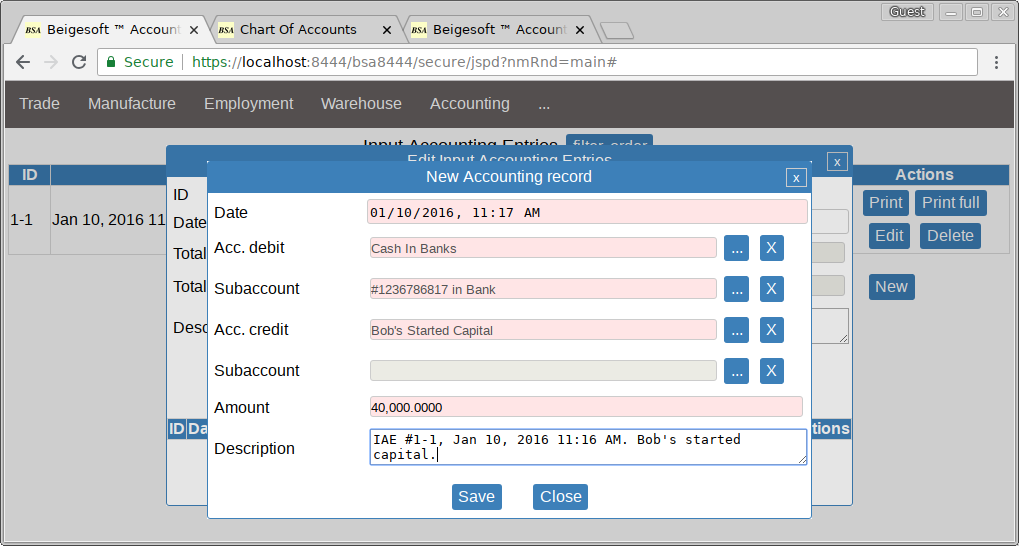 Guest
BSA Beigesoft ™ Account
BSA Chart Of Accounts
BSA Beigesoft ™ Account
Secure https://localhost:8444/bsa8444/secure/jspd?nmRnd=main#
Trade Manufacture Employment Warehouse Accounting ...
Input Accounting Entries filter, order
Edit Input Accounting Entries x
ID Actions
New Accounting record x
1-1 Jan 10, 2016 11
Print Print full
Edit Delete
New
ID
Date
Total
Total
Desc
Date 01/10/2016, 11:17 AM
Acc. debit Cash In Banks ... X
Subaccount #1236786817 in Bank ... X
Acc. credit Bob's Started Capital ... X
Subaccount ... X
Amount 40,000.0000
Description IAE #1-1, Jan 10, 2016 11:16 AM. Bob's started
capital.
ID Da tions
Save Close